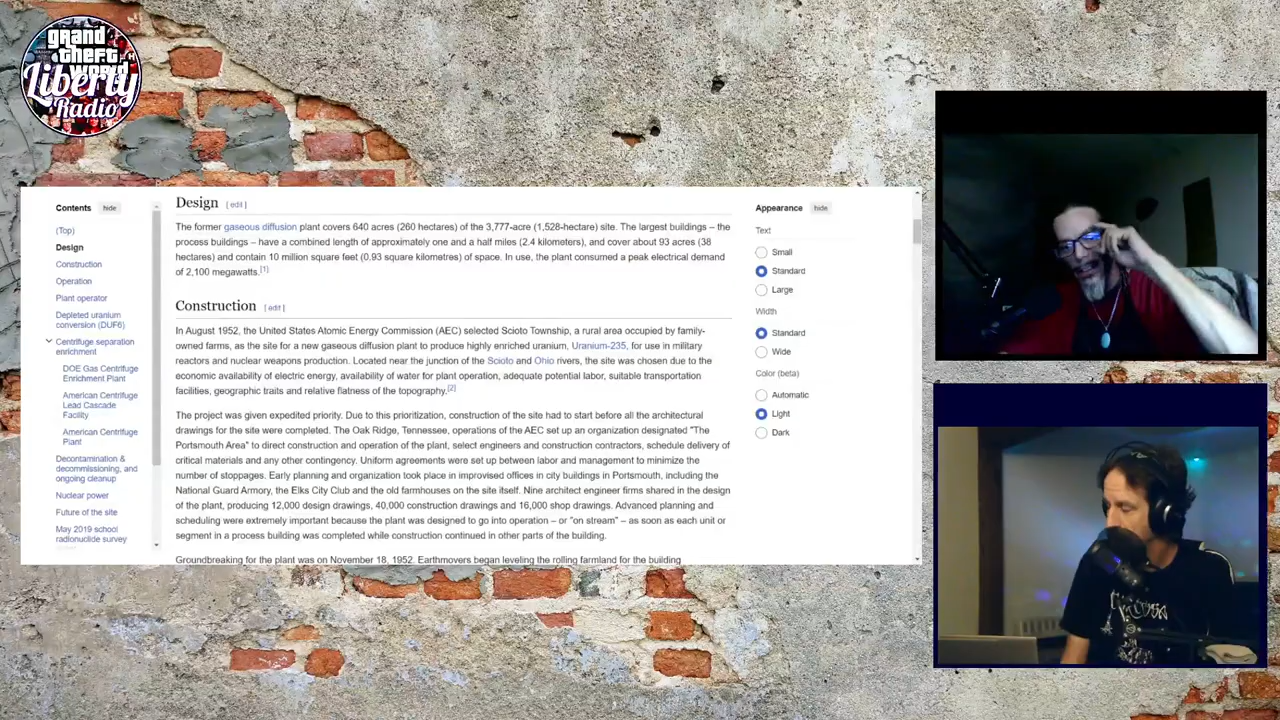 grand
theft
world
Liberty
Radio
Contents hide
(Top)
Design
Construction
Operation
Plant operator
Depleted uranium
conversion (DUF6)
Centrifuge separation
enrichment
DOE Gas Centrifuge
Enrichment Plant
American Centrifuge
Lead Cascade
Facility
American Centrifuge
Plant
Decontamination &
decommissioning, and
ongoing cleanup
Nuclear power
Future of the site
May 2019 school
radionuclide survey
Design [ edit ]
The former gaseous diffusion plant covers 640 acres (260 hectares) of the 3,777-acre (1,528-hectare) site. The largest buildings – the
process buildings – have a combined length of approximately one and a half miles (2.4 kilometers), and cover about 93 acres (38
hectares) and contain 10 million square feet (0.93 square kilometres) of space. In use, the plant consumed a peak electrical demand
of 2,100 megawatts.[1]
Construction [ edit ]
In August 1952, the United States Atomic Energy Commission (AEC) selected Scioto Township, a rural area occupied by family-
owned farms, as the site for a new gaseous diffusion plant to produce highly enriched uranium, Uranium-235, for use in military
reactors and nuclear weapons production. Located near the junction of the Scioto and Ohio rivers, the site was chosen due to the
economic availability of electric energy, availability of water for plant operation, adequate potential labor, suitable transportation
facilities, geographic traits and relative flatness of the topography.[2]
The project was given expedited priority. Due to this prioritization, construction of the site had to start before all the architectural
drawings for the site were completed. The Oak Ridge, Tennessee, operations of the AEC set up an organization designated "The
Portsmouth Area" to direct construction and operation of the plant, select engineers and construction contractors, schedule delivery of
critical materials and any other contingency. Uniform agreements were set up between labor and management to minimize the
number of stoppages. Early planning and organization took place in improvised offices in city buildings in Portsmouth, including the
National Guard Armory, the Elks City Club and the old farmhouses on the site itself. Nine architect engineer firms shared in the design
of the plant, producing 12,000 design drawings, 40,000 construction drawings and 16,000 shop drawings. Advanced planning and
scheduling were extremely important because the plant was designed to go into operation – or "on stream" – as soon as each unit or
segment in a process building was completed while construction continued in other parts of the building.
Groundbreaking for the plant was on November 18, 1952. Earthmovers began leveling the rolling farmland for the building
Appearance hide
Text
Small
Standard
Large
Width
Standard
Wide
Color (beta)
Automatic
Light
Dark